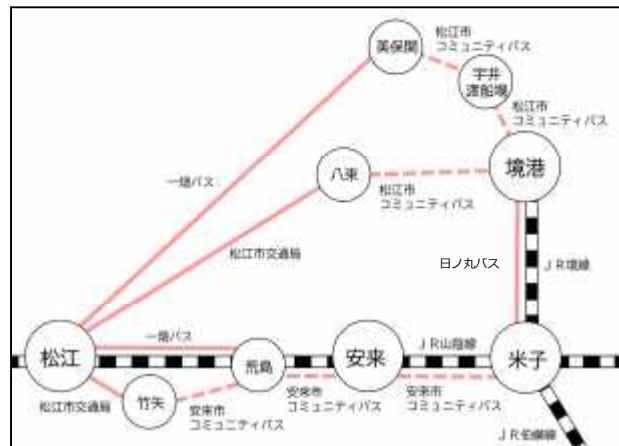 松江市
コミュニティバス
美保関
宇井
渡船場
松江市
コミュニティバス
境港
八束
松江市
コミュニティバス
一畑バス
松江市交通局
日ノ丸バス
JR境線
一畑バス
松江
荒島
安来
JR山陰線
米子
松江市交通局
竹矢
安来市
コミュニティバス
安来市
コミュニティバス
安来市
コミュニティバス
JR伯備線